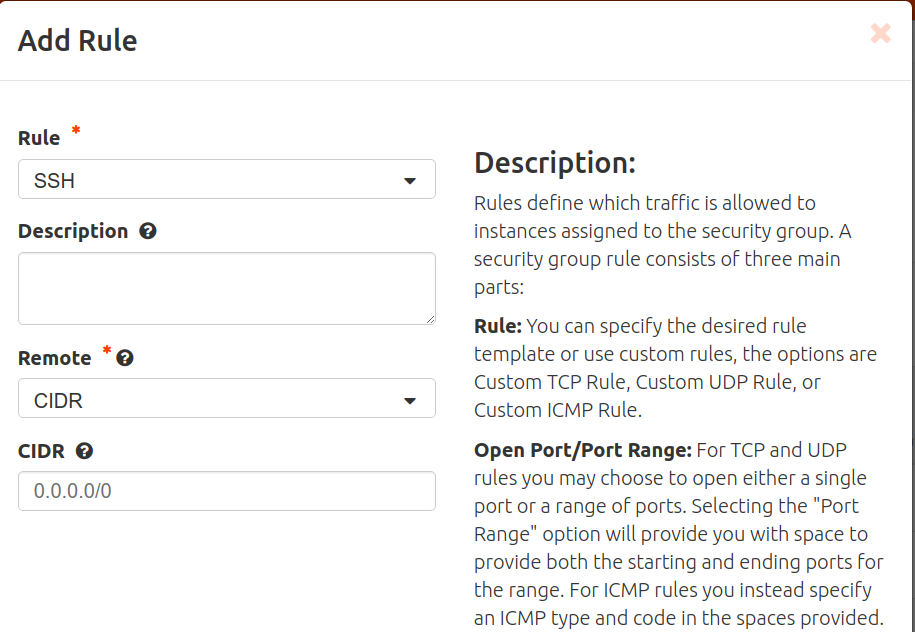 Add Rule
Rule *
SSH
Description
Remote *
CIDR
CIDR
0.0.0.0/0
Description:
Rules define which traffic is allowed to
instances assigned to the security group. A
security group rule consists of three main
parts:
Rule: You can specify the desired rule
template or use custom rules, the options are
Custom TCP Rule, Custom UDP Rule, or
Custom ICMP Rule.
Open Port/Port Range: For TCP and UDP
rules you may choose to open either a single
port or a range of ports. Selecting the "Port
Range" option will provide you with space to
provide both the starting and ending ports for
the range. For ICMP rules you instead specify
an ICMP type and code in the spaces provided.